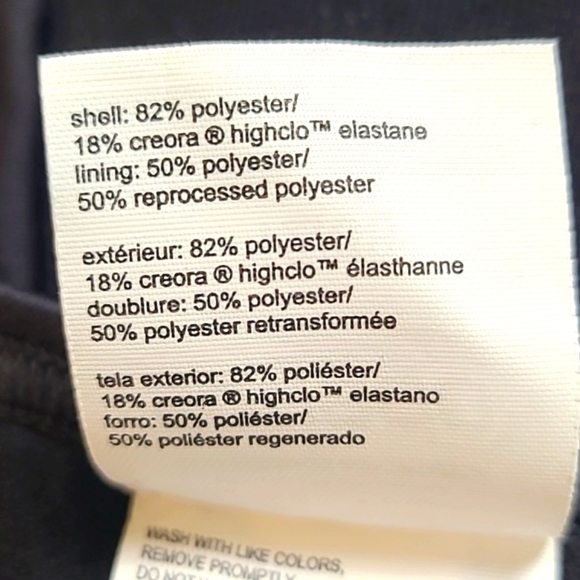 shell: 82% polyester/
18% creora ® highclo™ elastane
lining: 50% polyester/
50% reprocessed polyester
extérieur: 82% polyester/
18% creora ® highclo™ élasthanne
doublure: 50% polyester/
50% polyester retransformée
tela exterior: 82% poliéster/
18% creora ® highclo™ elastano
forro: 50% poliéster/
50% poliéster regenerado
WASH WITH LIKE COLORS,
REMOVE PROMPTLY
DO NOT